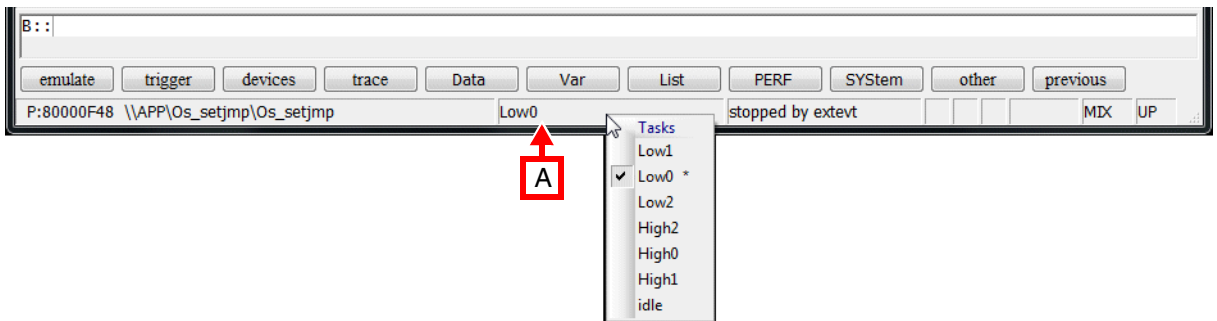 B::
emulate trigger devices trace Data Var List PERF SYStem other previous
P:80000F48 \\APP\Os_setjmp\Os_setjmp Low0 stopped by extevt MIX UP
A
Tasks
Low1
Low0 *
Low2
High2
High0
High1
idle